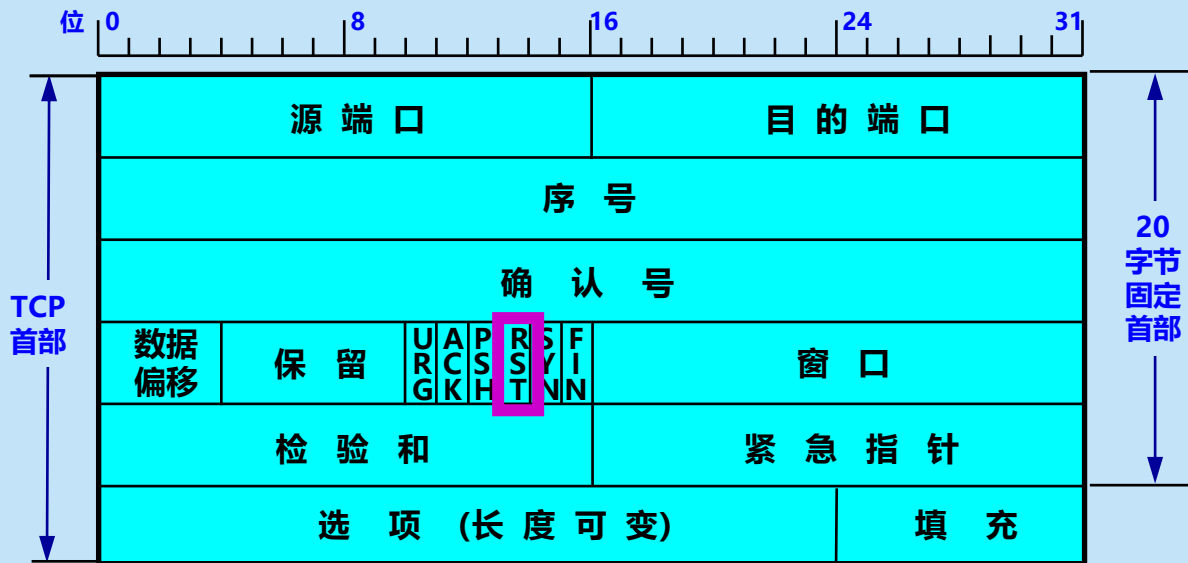 位 0 8 16 24 31
源端口 目的端口
序号
确认号
数据偏移 保留 URG ACK PSH RST SYN FIN 窗口
检验和 紧急指针
选项 (长度可变) 填充
TCP
首部
20
字节
固定
首部